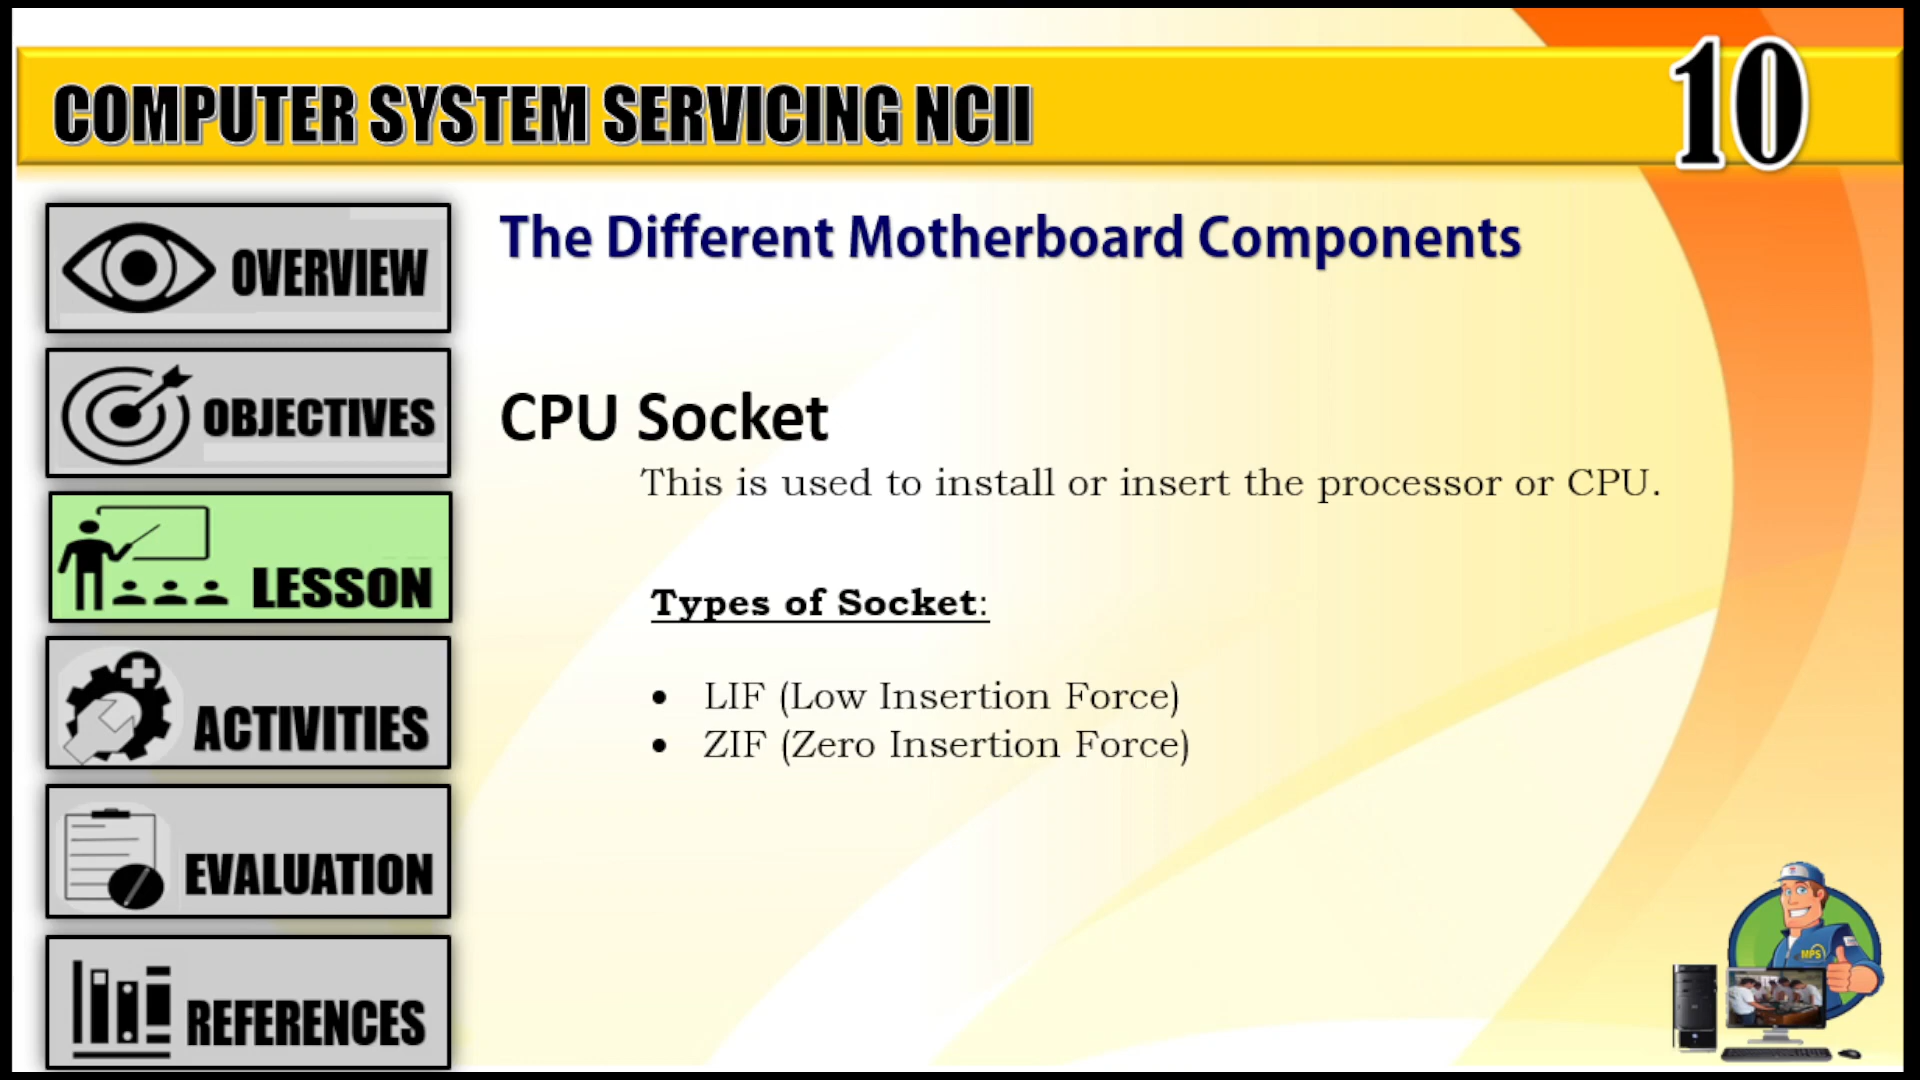 COMPUTER SYSTEM SERVICING NCII
10
OVERVIEW
OBJECTIVES
LESSON
ACTIVITIES
EVALUATION
REFERENCES
The Different Motherboard Components
CPU Socket
This is used to install or insert the processor or CPU.
Types of Socket:
• LIF (Low Insertion Force)
• ZIF (Zero Insertion Force)
MPS